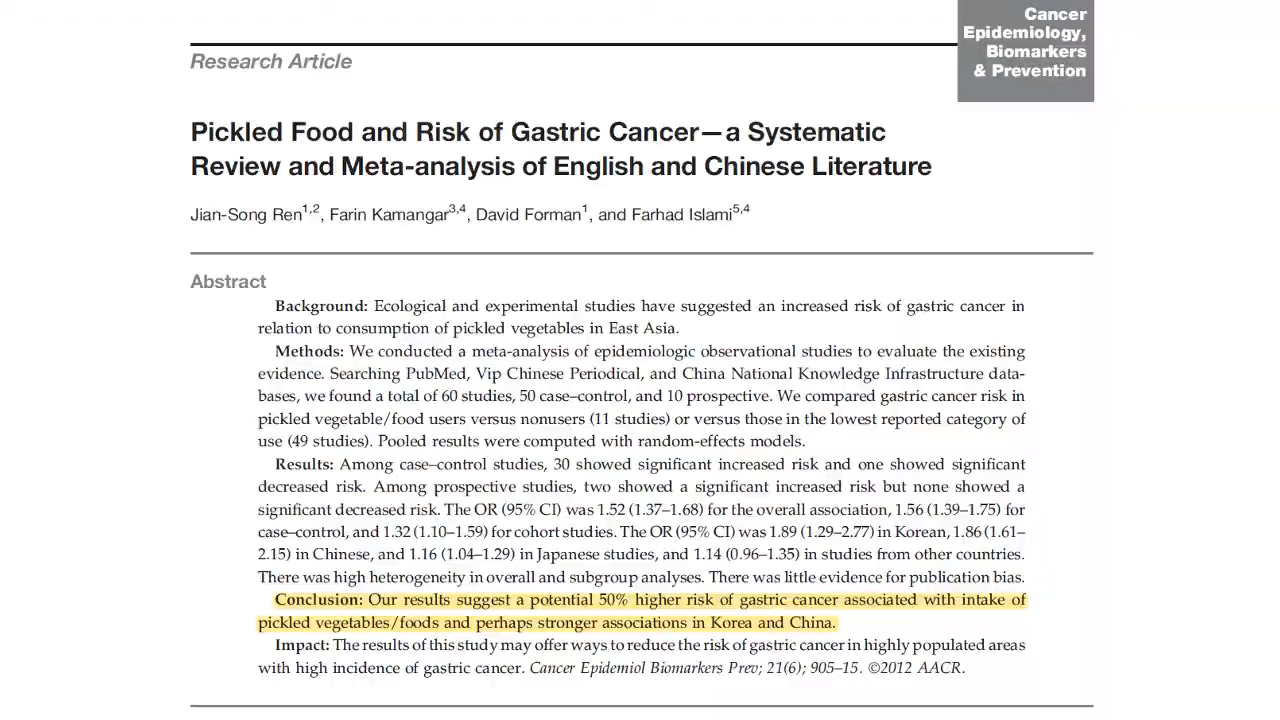 Cancer
Epidemiology,
Biomarkers
& Prevention
Research Article
Pickled Food and Risk of Gastric Cancer—a Systematic
Review and Meta-analysis of English and Chinese Literature
Jian-Song Ren1,2, Farin Kamangar3,4, David Forman1, and Farhad Islami5,4
Abstract
Background: Ecological and experimental studies have suggested an increased risk of gastric cancer in
relation to consumption of pickled vegetables in East Asia.
Methods: We conducted a meta-analysis of epidemiologic observational studies to evaluate the existing
evidence. Searching PubMed, Vip Chinese Periodical, and China National Knowledge Infrastructure data-
bases, we found a total of 60 studies, 50 case–control, and 10 prospective. We compared gastric cancer risk in
pickled vegetable/food users versus nonusers (11 studies) or versus those in the lowest reported category of
use (49 studies). Pooled results were computed with random-effects models.
Results: Among case–control studies, 30 showed significant increased risk and one showed significant
decreased risk. Among prospective studies, two showed a significant increased risk but none showed a
significant decreased risk. The OR (95% CI) was 1.52 (1.37–1.68) for the overall association, 1.56 (1.39–1.75) for
case–control, and 1.32 (1.10–1.59) for cohort studies. The OR (95% CI) was 1.89 (1.29–2.77) in Korean, 1.86 (1.61–
2.15) in Chinese, and 1.16 (1.04–1.29) in Japanese studies, and 1.14 (0.96–1.35) in studies from other countries.
There was high heterogeneity in overall and subgroup analyses. There was little evidence for publication bias.
Conclusion: Our results suggest a potential 50% higher risk of gastric cancer associated with intake of
pickled vegetables/foods and perhaps stronger associations in Korea and China.
Impact: The results of this study may offer ways to reduce the risk of gastric cancer in highly populated areas
with high incidence of gastric cancer. Cancer Epidemiol Biomarkers Prev; 21(6); 905–15. ©2012 AACR.